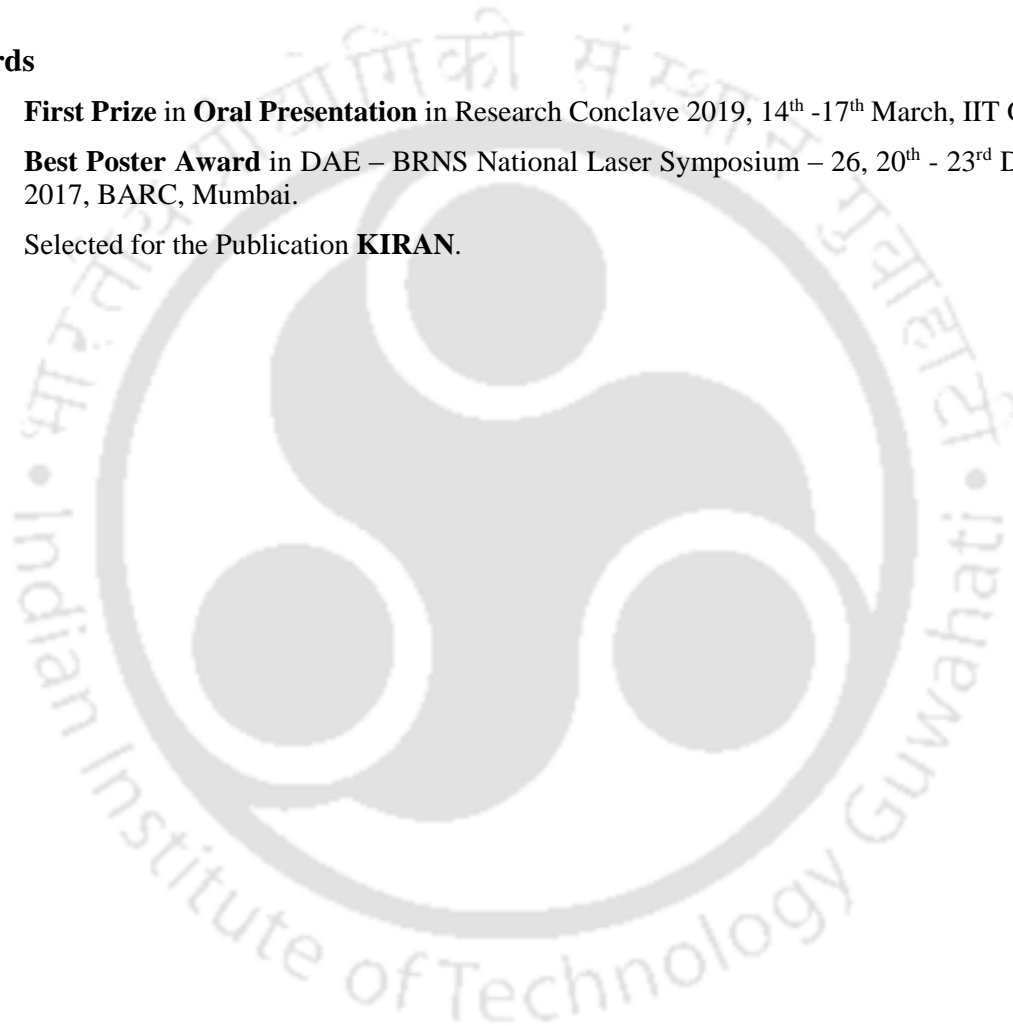 rds
First Prize in Oral Presentation in Research Conclave 2019, 14th -17th March, IIT
Best Poster Award in DAE – BRNS National Laser Symposium – 26, 20th - 23rd
2017, BARC, Mumbai.
Selected for the Publication KIRAN.
भारतीय प्रौद्योगिकी संस्थान गुवाहाटी
• Indian Institute of Technology Guwahati •